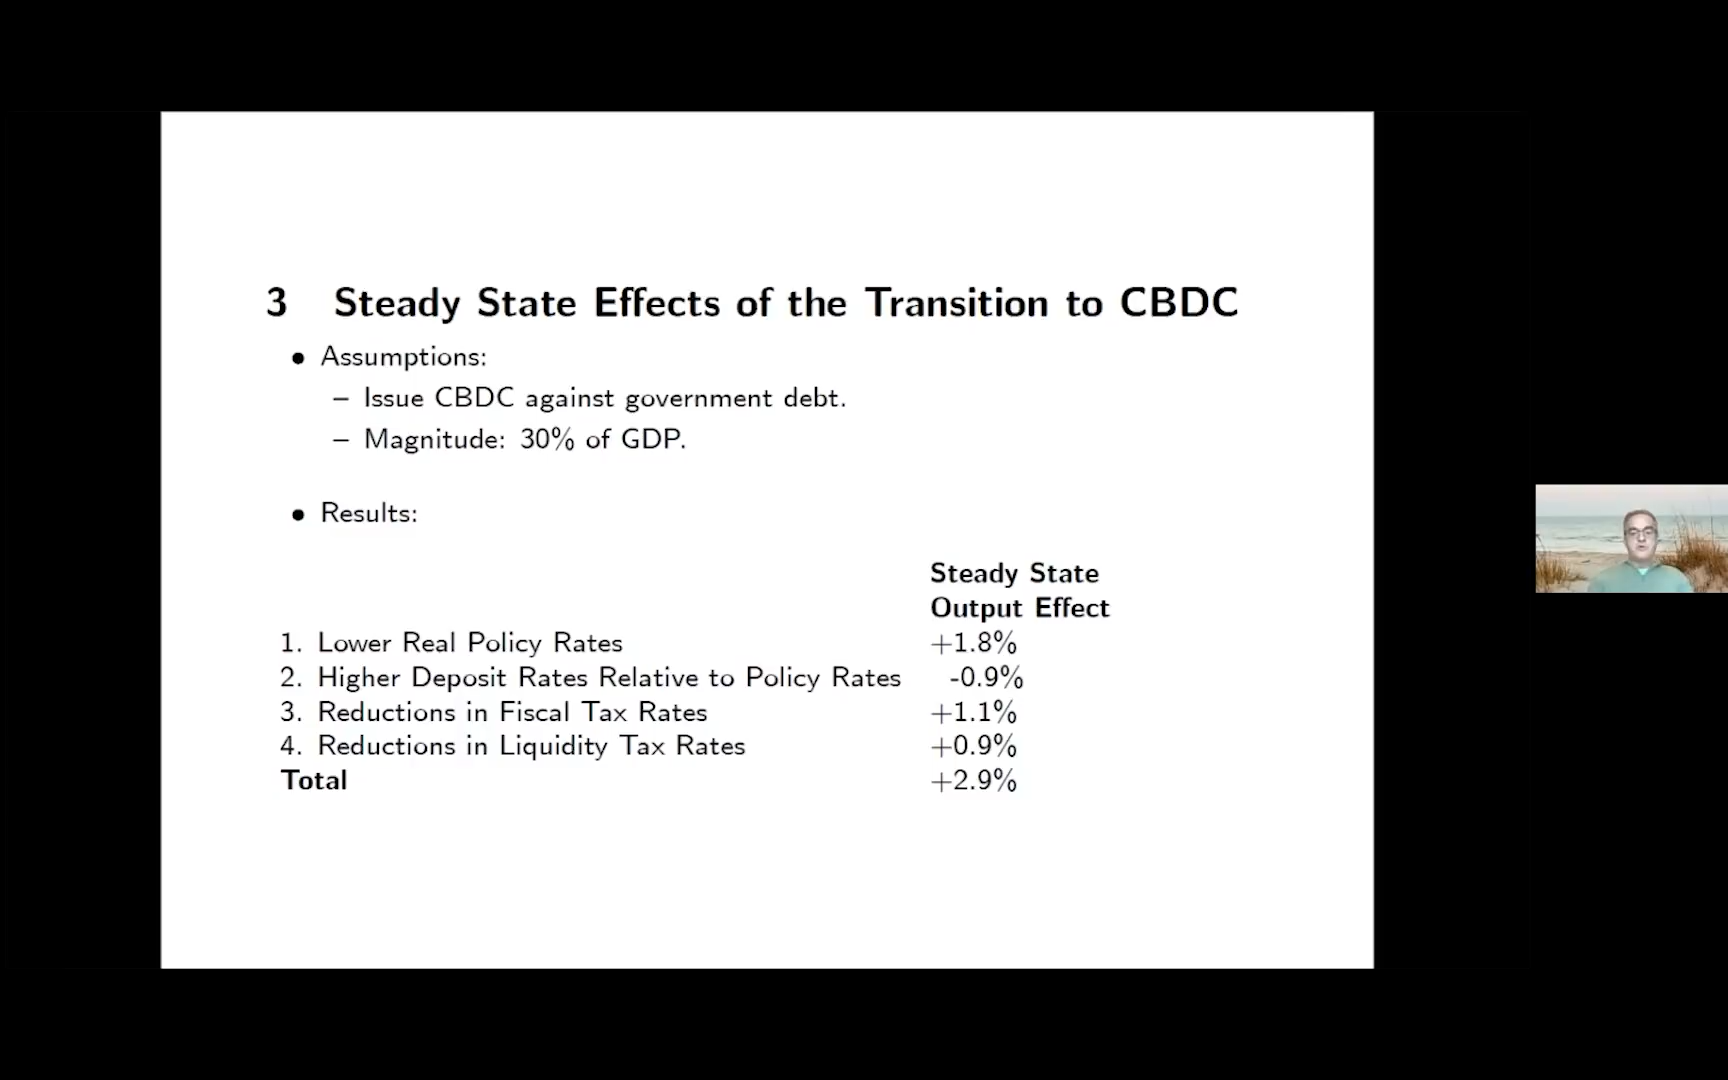 3 Steady State Effects of the Transition to CBDC
• Assumptions:
– Issue CBDC against government debt.
– Magnitude: 30% of GDP.
• Results:
Steady State
Output Effect
1. Lower Real Policy Rates +1.8%
2. Higher Deposit Rates Relative to Policy Rates -0.9%
3. Reductions in Fiscal Tax Rates +1.1%
4. Reductions in Liquidity Tax Rates +0.9%
Total +2.9%